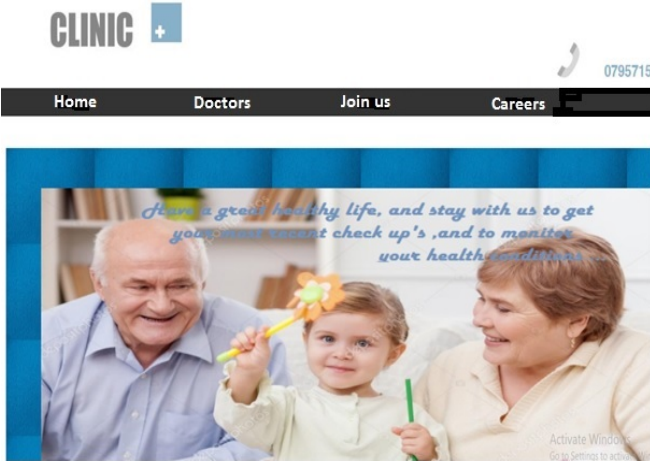 CLINIC +
0795715
Home Doctors Join us Careers
Have a great healthy life, and stay with us to get
your most recent check up's ,and to monitor
your health conditions ...
Activate Windows
Go to Settings to activate